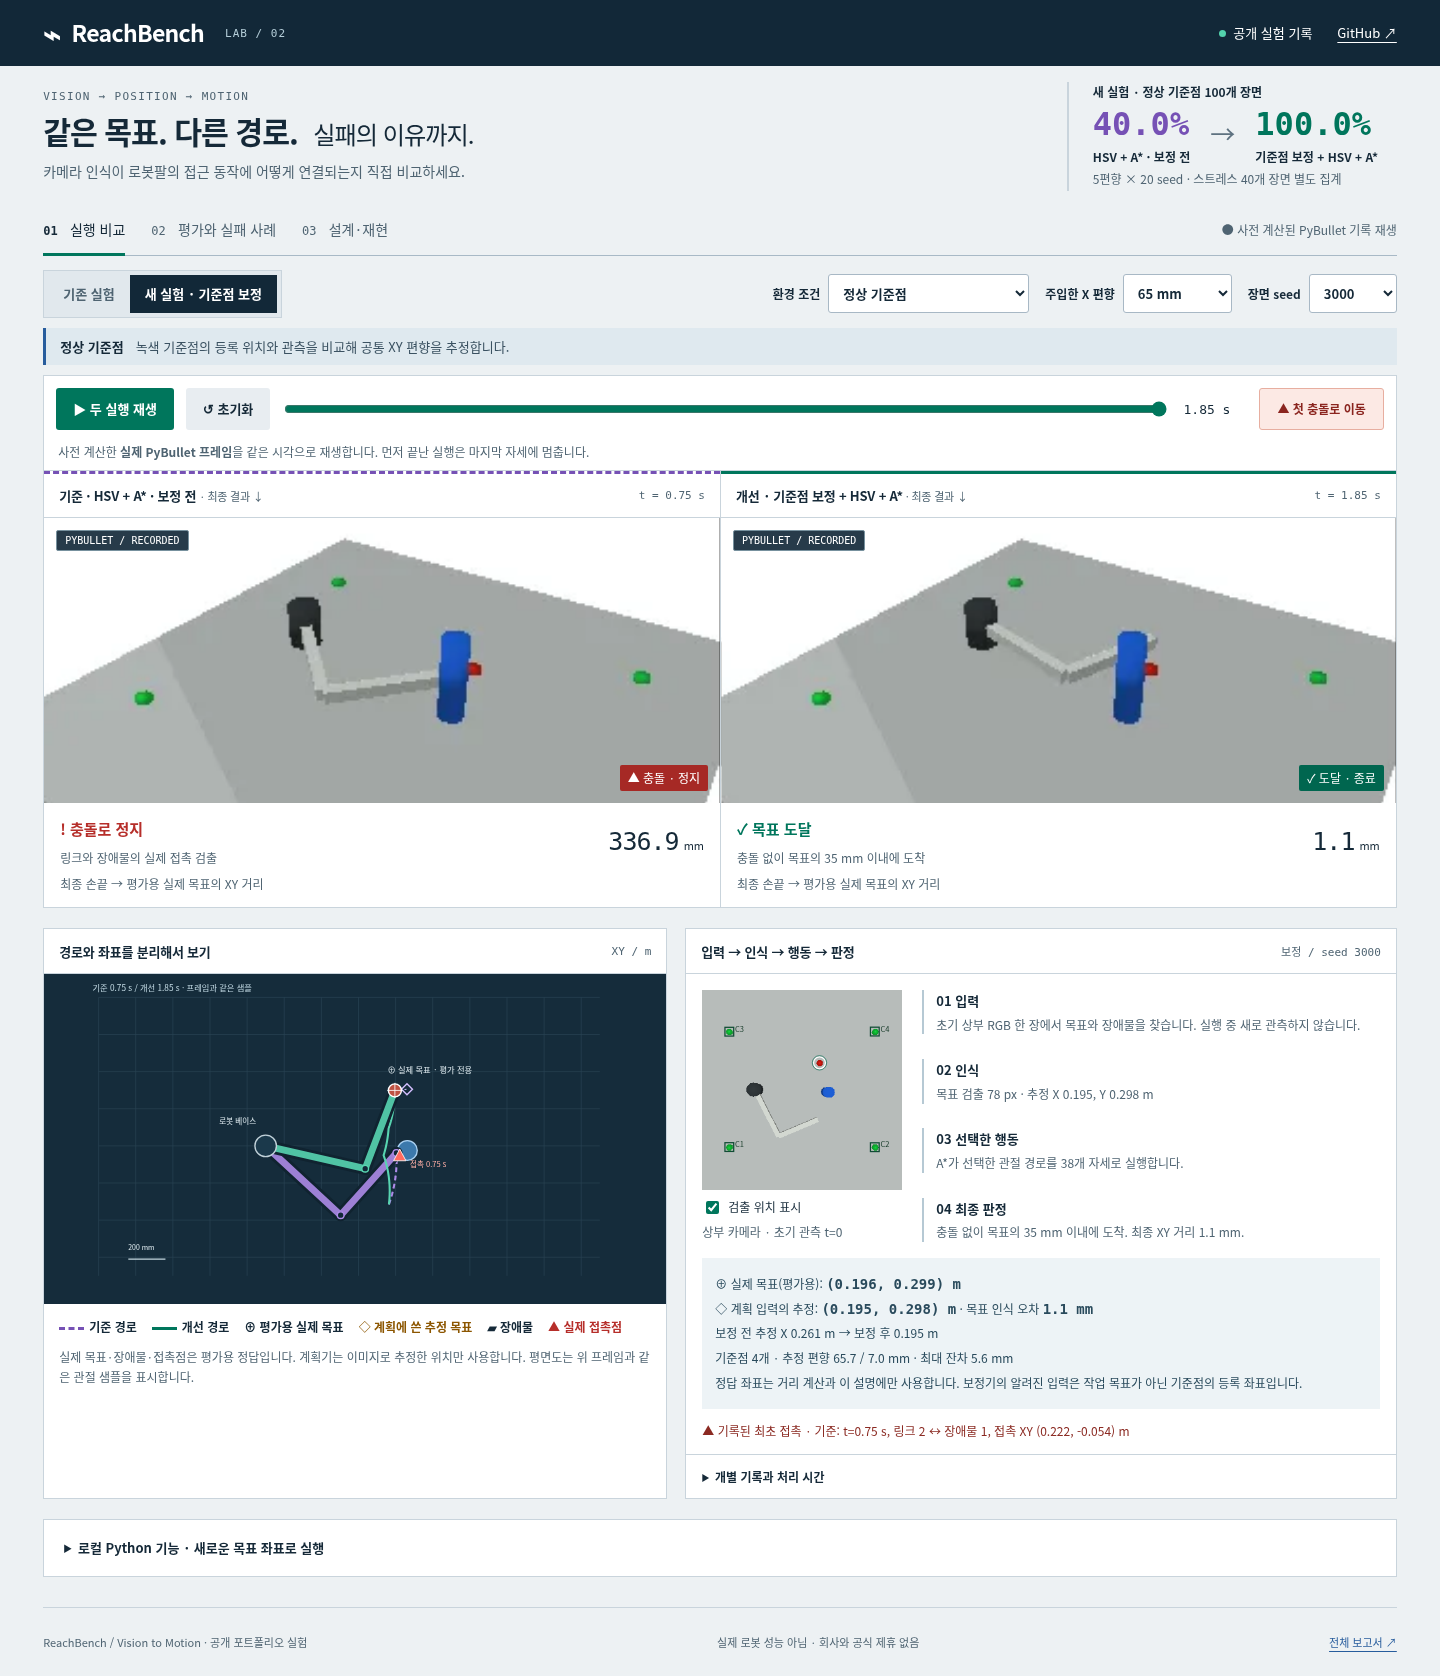 ReachBench LAB / 02
공개 실험 기록 GitHub ↗
VISION → POSITION → MOTION
같은 목표. 다른 경로. 실패의 이유까지.
카메라 인식이 로봇팔의 접근 동작에 어떻게 연결되는지 직접 비교하세요.
새 실험 · 정상 기준점 100개 장면
40.0% → 100.0%
HSV + A* · 보정 전 기준점 보정 + HSV + A*
5편향 × 20 seed · 스트레스 40개 장면 별도 집계
01 실행 비교 02 평가와 실패 사례 03 설계·재현
● 사전 계산된 PyBullet 기록 재생
기존 실험 새 실험 · 기준점 보정
환경 조건 정상 기준점 주입한 X 편향 65 mm 장면 seed 3000
정상 기준점 녹색 기준점의 등록 위치와 관측을 비교해 공통 XY 편향을 추정합니다.
▶ 두 실행 재생 ↺ 초기화 1.85 s ▲ 첫 충돌로 이동
사전 계산한 실제 PyBullet 프레임을 같은 시각으로 재생합니다. 먼저 끝난 실행은 마지막 자세에 멈춥니다.
기준 · HSV + A* · 보정 전 · 최종 결과 ↓ t = 0.75 s
개선 · 기준점 보정 + HSV + A* · 최종 결과 ↓ t = 1.85 s
PYBULLET / RECORDED
PYBULLET / RECORDED
▲ 충돌 · 정지
✓ 도달 · 종료
! 충돌로 정지
링크와 장애물의 실제 접촉 검출
최종 손끝 → 평가용 실제 목표의 XY 거리
336.9 mm
✓ 목표 도달
충돌 없이 목표의 35 mm 이내에 도착
최종 손끝 → 평가용 실제 목표의 XY 거리
1.1 mm
경로와 좌표를 분리해서 보기 XY / m
기준 0.75 s / 개선 1.85 s · 프레임과 같은 샘플
⊕ 실제 목표 · 평가 전용
로봇 베이스
접촉 0.75 s
200 mm
기준 경로 개선 경로 ⊕ 평가용 실제 목표 ◇ 계획에 쓴 추정 목표 ▰ 장애물 ▲ 실제 접촉점
실제 목표·장애물·접촉점은 평가용 정답입니다. 계획기는 이미지로 추정한 위치만 사용합니다. 평면도는 위 프레임과 같
은 관절 샘플을 표시합니다.
입력 → 인식 → 행동 → 판정 보정 / seed 3000
C3 C4
C1 C2
검출 위치 표시
상부 카메라 · 초기 관측 t=0
01 입력
초기 상부 RGB 한 장에서 목표와 장애물을 찾습니다. 실행 중 새로 관측하지 않습니다.
02 인식
목표 검출 78 px · 추정 X 0.195, Y 0.298 m
03 선택한 행동
A*가 선택한 관절 경로를 38개 자세로 실행합니다.
04 최종 판정
충돌 없이 목표의 35 mm 이내에 도착. 최종 XY 거리 1.1 mm.
⊕ 실제 목표(평가용): (0.196, 0.299) m
◇ 계획 입력의 추정: (0.195, 0.298) m · 목표 인식 오차 1.1 mm
보정 전 추정 X 0.261 m → 보정 후 0.195 m
기준점 4개 · 추정 편향 65.7 / 7.0 mm · 최대 잔차 5.6 mm
정답 좌표는 거리 계산과 이 설명에만 사용합니다. 보정기의 알려진 입력은 작업 목표가 아닌 기준점의 등록 좌표입니다.
▲ 기록된 최초 접촉 · 기준: t=0.75 s, 링크 2 ↔ 장애물 1, 접촉 XY (0.222, -0.054) m
▶ 개별 기록과 처리 시간
▶ 로컬 Python 기능 · 새로운 목표 좌표로 실행
ReachBench / Vision to Motion · 공개 포트폴리오 실험
실제 로봇 성능 아님 · 회사와 공식 제휴 없음
전체 보고서 ↗